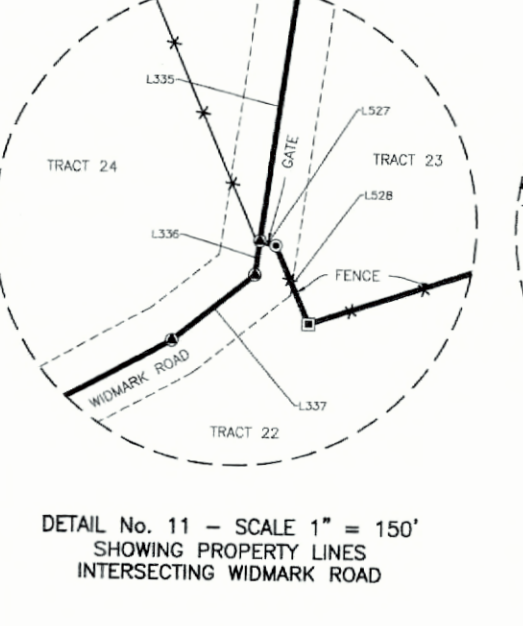 L335
L527
GATE
TRACT 24
TRACT 23
L528
L336
FENCE
WIDMARK ROAD
L337
TRACT 22
DETAIL No. 11 – SCALE 1" = 150'
SHOWING PROPERTY LINES
INTERSECTING WIDMARK ROAD